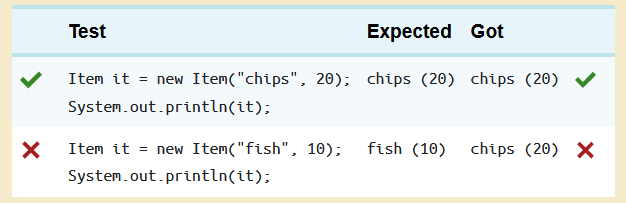 Test Expected Got
Item it = new Item("chips", 20); chips (20) chips (20)
System.out.println(it);
Item it = new Item("fish", 10); fish (10) chips (20)
System.out.println(it);